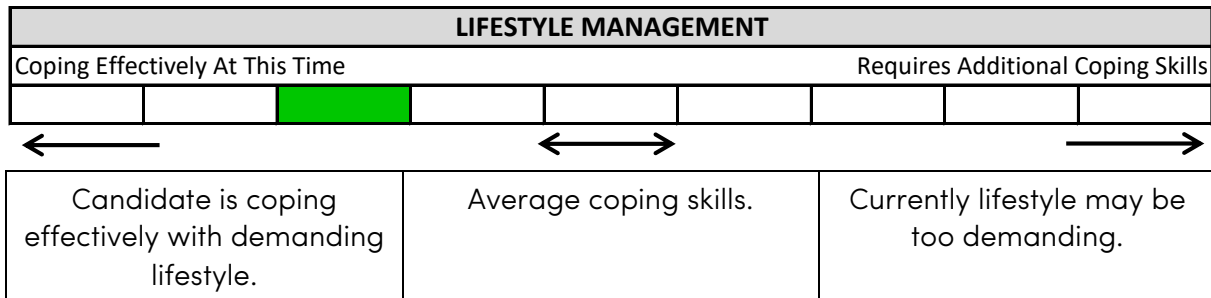 LIFESTYLE MANAGEMENT
Coping Effectively At This Time
Requires Additional Coping Skills
Candidate is coping
effectively with demanding
lifestyle.
Average coping skills.
Currently lifestyle may be
too demanding.